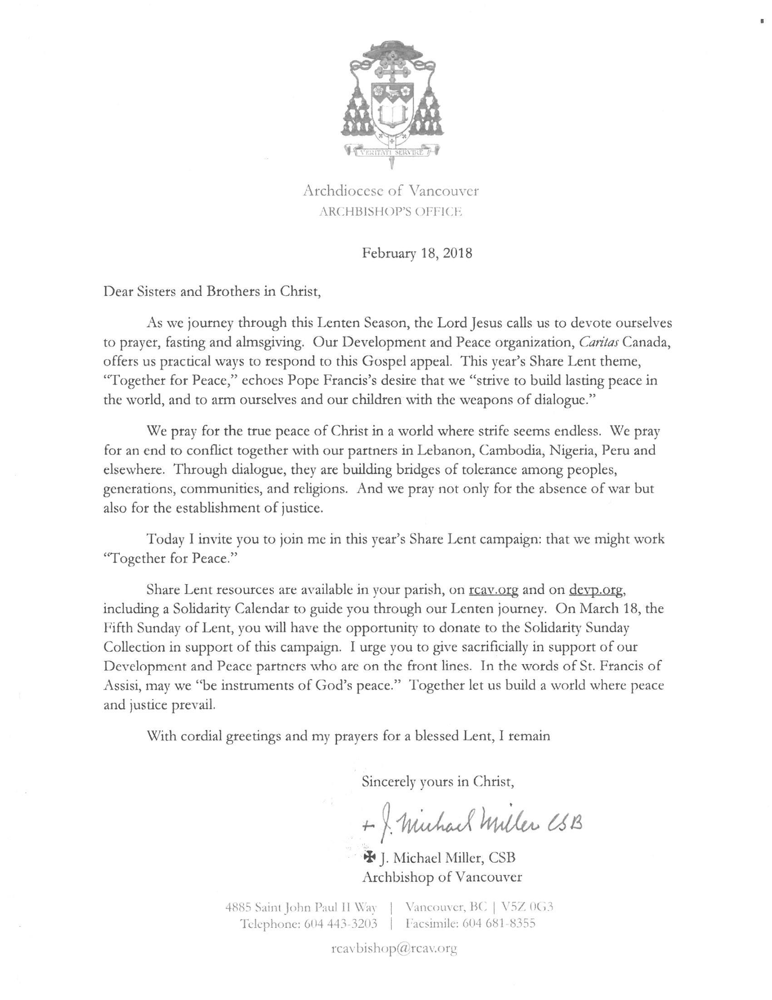 VERITATI SERVIRE
Archdiocese of Vancouver
ARCHBISHOP'S OFFICE
February 18, 2018
Dear Sisters and Brothers in Christ,
As we journey through this Lenten Season, the Lord Jesus calls us to devote ourselves
to prayer, fasting and almsgiving.  Our Development and Peace organization, Caritas Canada,
offers us practical ways to respond to this Gospel appeal.  This year's Share Lent theme,
“Together for Peace,” echoes Pope Francis's desire that we “strive to build lasting peace in
the world, and to arm ourselves and our children with the weapons of dialogue.”
We pray for the true peace of Christ in a world where strife seems endless.  We pray
for an end to conflict together with our partners in Lebanon, Cambodia, Nigeria, Peru and
elsewhere.  Through dialogue, they are building bridges of tolerance among peoples,
generations, communities, and religions.  And we pray not only for the absence of war but
also for the establishment of justice.
Today I invite you to join me in this year's Share Lent campaign: that we might work
“Together for Peace.”
Share Lent resources are available in your parish, on rcav.org and on devp.org,
including a Solidarity Calendar to guide you through our Lenten journey.  On March 18, the
Fifth Sunday of Lent, you will have the opportunity to donate to the Solidarity Sunday
Collection in support of this campaign.  I urge you to give sacrificially in support of our
Development and Peace partners who are on the front lines.  In the words of St. Francis of
Assisi, may we “be instruments of God's peace.”  Together let us build a world where peace
and justice prevail.
With cordial greetings and my prayers for a blessed Lent, I remain
Sincerely yours in Christ,
+ J. Michael Miller CSB
✠ J. Michael Miller, CSB
Archbishop of Vancouver
4885 Saint John Paul II Way | Vancouver, BC | V5Z 0G3
Telephone: 604 443-3203 | Facsimile: 604 681-8355
rcavbishop@rcav.org